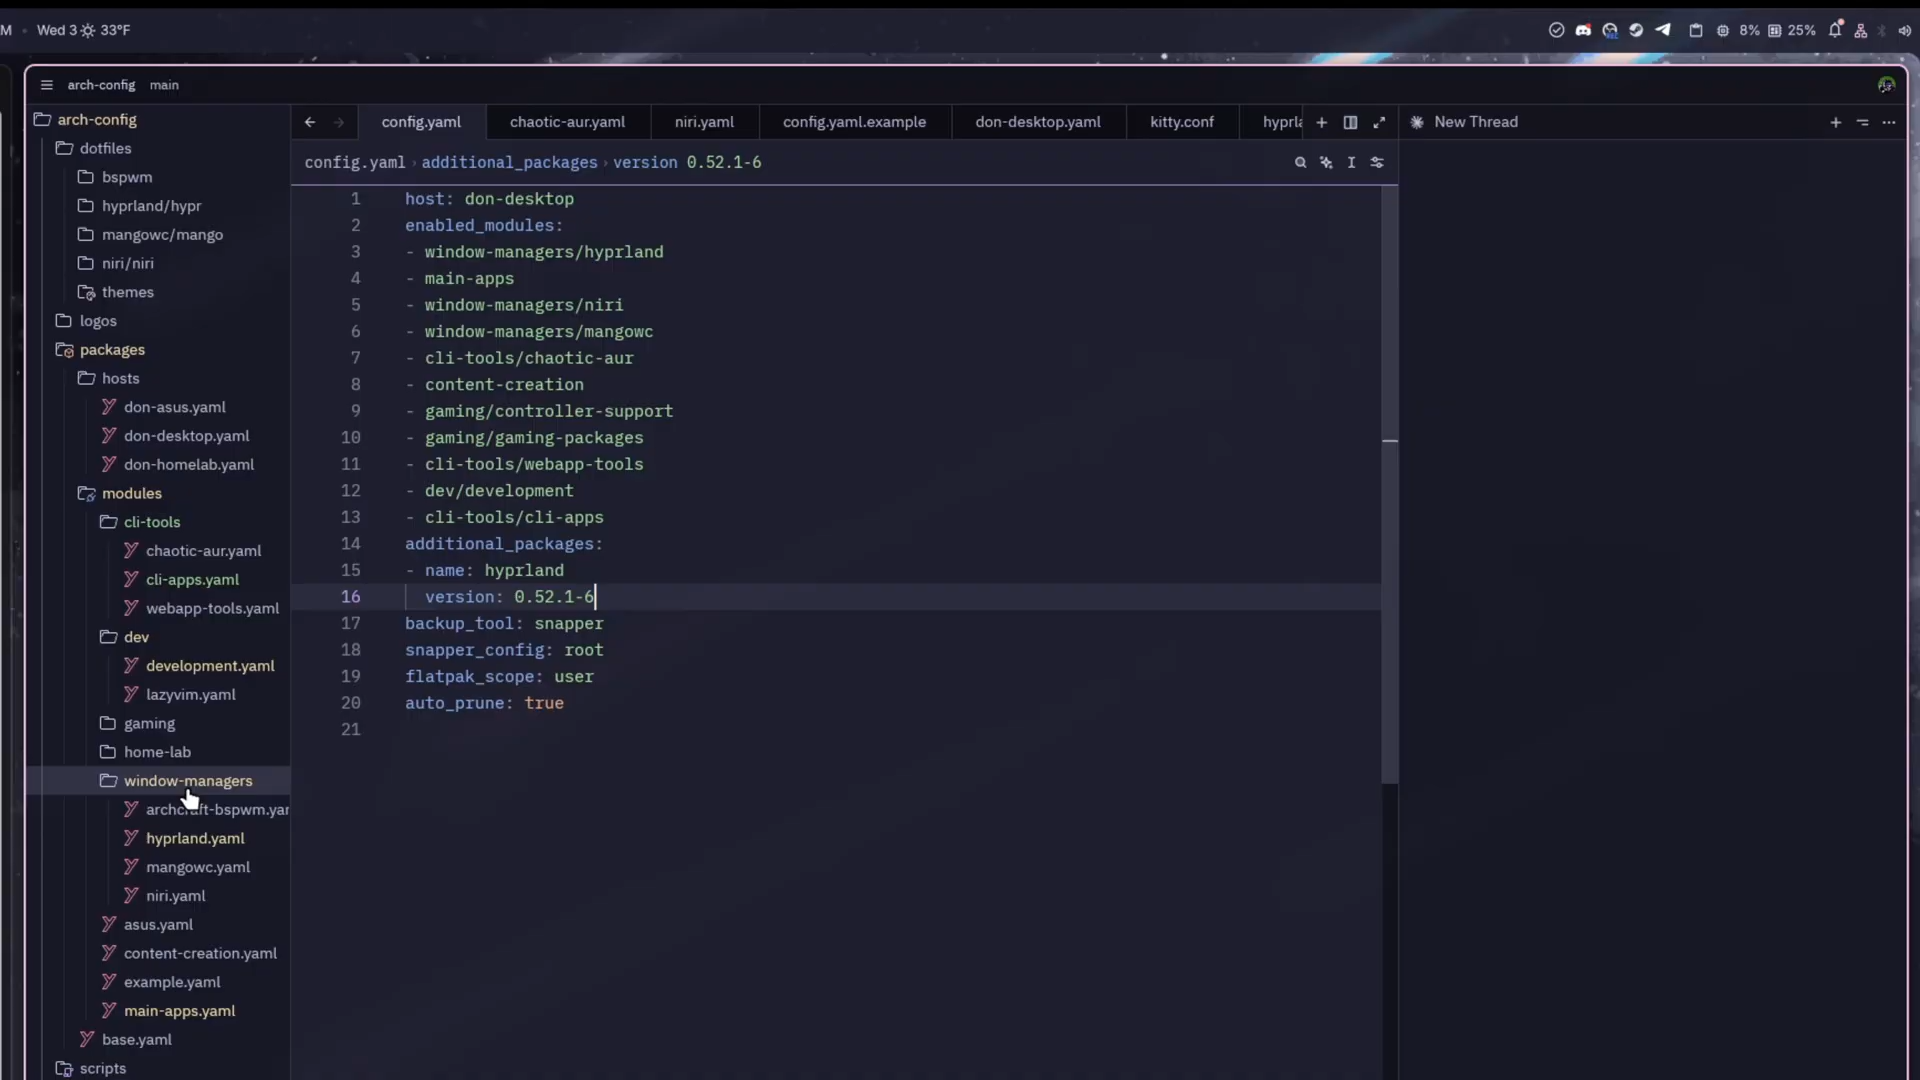 M • Wed 3 33°F
8% 25%
arch-config main
arch-config
dotfiles
bspwm
hyprland/hypr
mangowc/mango
niri/niri
themes
logos
packages
hosts
don-asus.yaml
don-desktop.yaml
don-homelab.yaml
modules
cli-tools
chaotic-aur.yaml
cli-apps.yaml
webapp-tools.yaml
dev
development.yaml
lazyvim.yaml
gaming
home-lab
window-managers
archcraft-bspwm.yar
hyprland.yaml
mangowc.yaml
niri.yaml
asus.yaml
content-creation.yaml
example.yaml
main-apps.yaml
base.yaml
scripts
config.yaml chaotic-aur.yaml niri.yaml config.yaml.example don-desktop.yaml kitty.conf hyprla
config.yaml › additional_packages › version 0.52.1-6
1 host: don-desktop
2 enabled_modules:
3 - window-managers/hyprland
4 - main-apps
5 - window-managers/niri
6 - window-managers/mangowc
7 - cli-tools/chaotic-aur
8 - content-creation
9 - gaming/controller-support
10 - gaming/gaming-packages
11 - cli-tools/webapp-tools
12 - dev/development
13 - cli-tools/cli-apps
14 additional_packages:
15 - name: hyprland
16 version: 0.52.1-6
17 backup_tool: snapper
18 snapper_config: root
19 flatpak_scope: user
20 auto_prune: true
21
New Thread